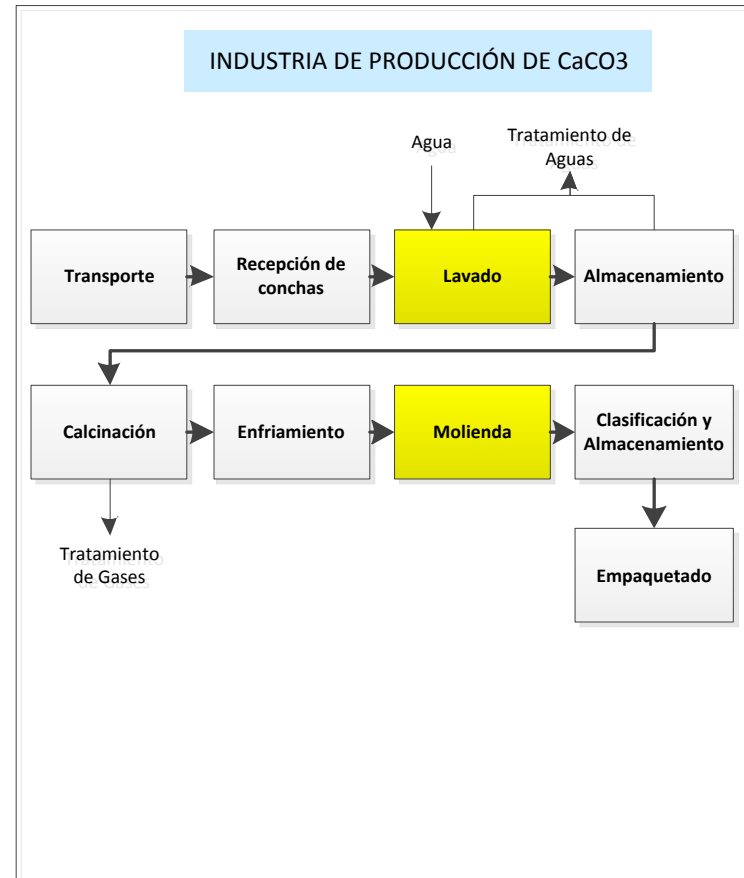 INDUSTRIA DE PRODUCCIÓN DE CaCO3
Agua
Tratamiento de
Aguas
Transporte
Recepción de
conchas
Lavado
Almacenamiento
Calcinación
Enfriamiento
Molienda
Clasificación y
Almacenamiento
Tratamiento
de Gases
Empaquetado